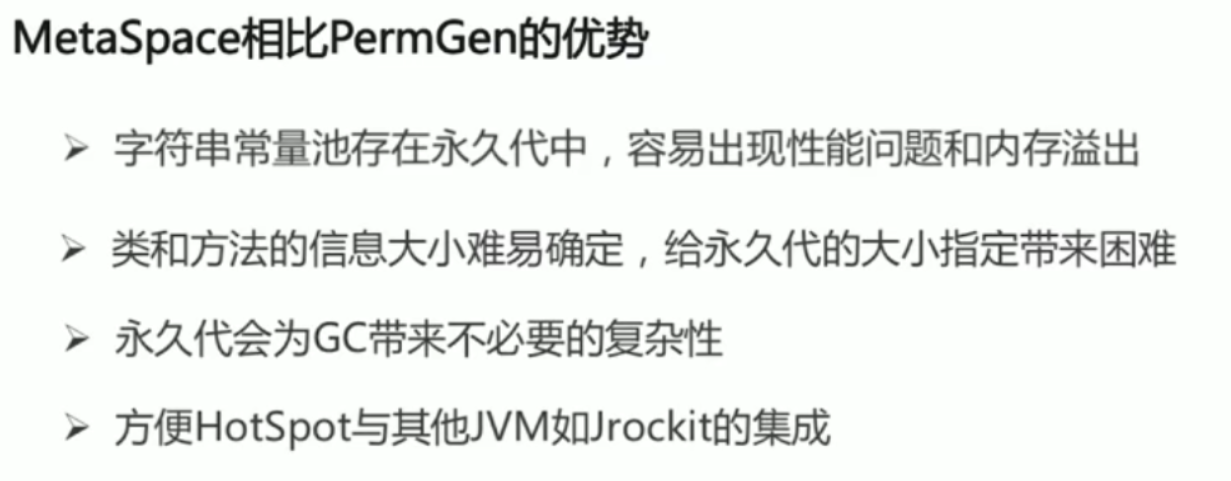 MetaSpace相比PermGen的优势
➢ 字符串常量池存在永久代中，容易出现性能问题和内存溢出
➢ 类和方法的信息大小难易确定，给永久代的大小指定带来困难
➢ 永久代会为GC带来不必要的复杂性
➢ 方便HotSpot与其他JVM如Jrockit的集成